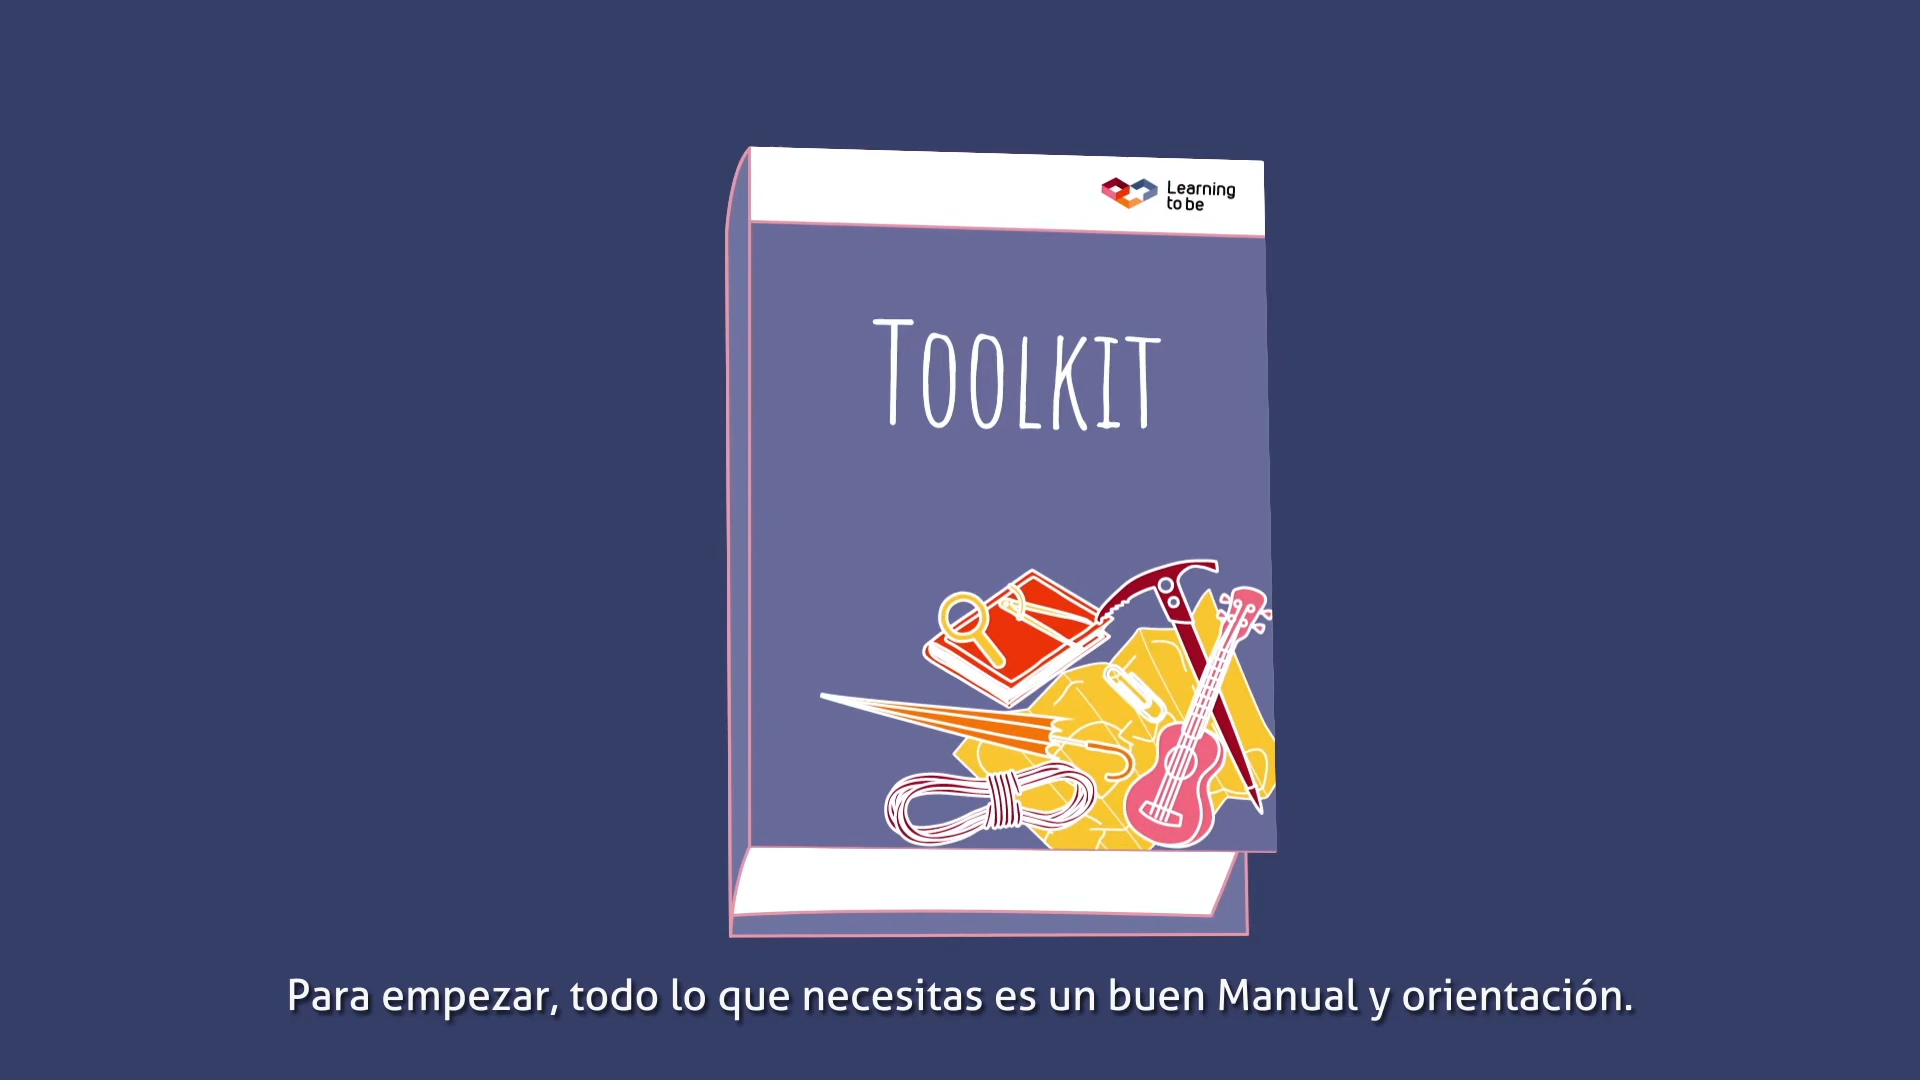 Learning
to be
TOOLKIT
Para empezar, todo lo que necesitas es un buen Manual y orientación.